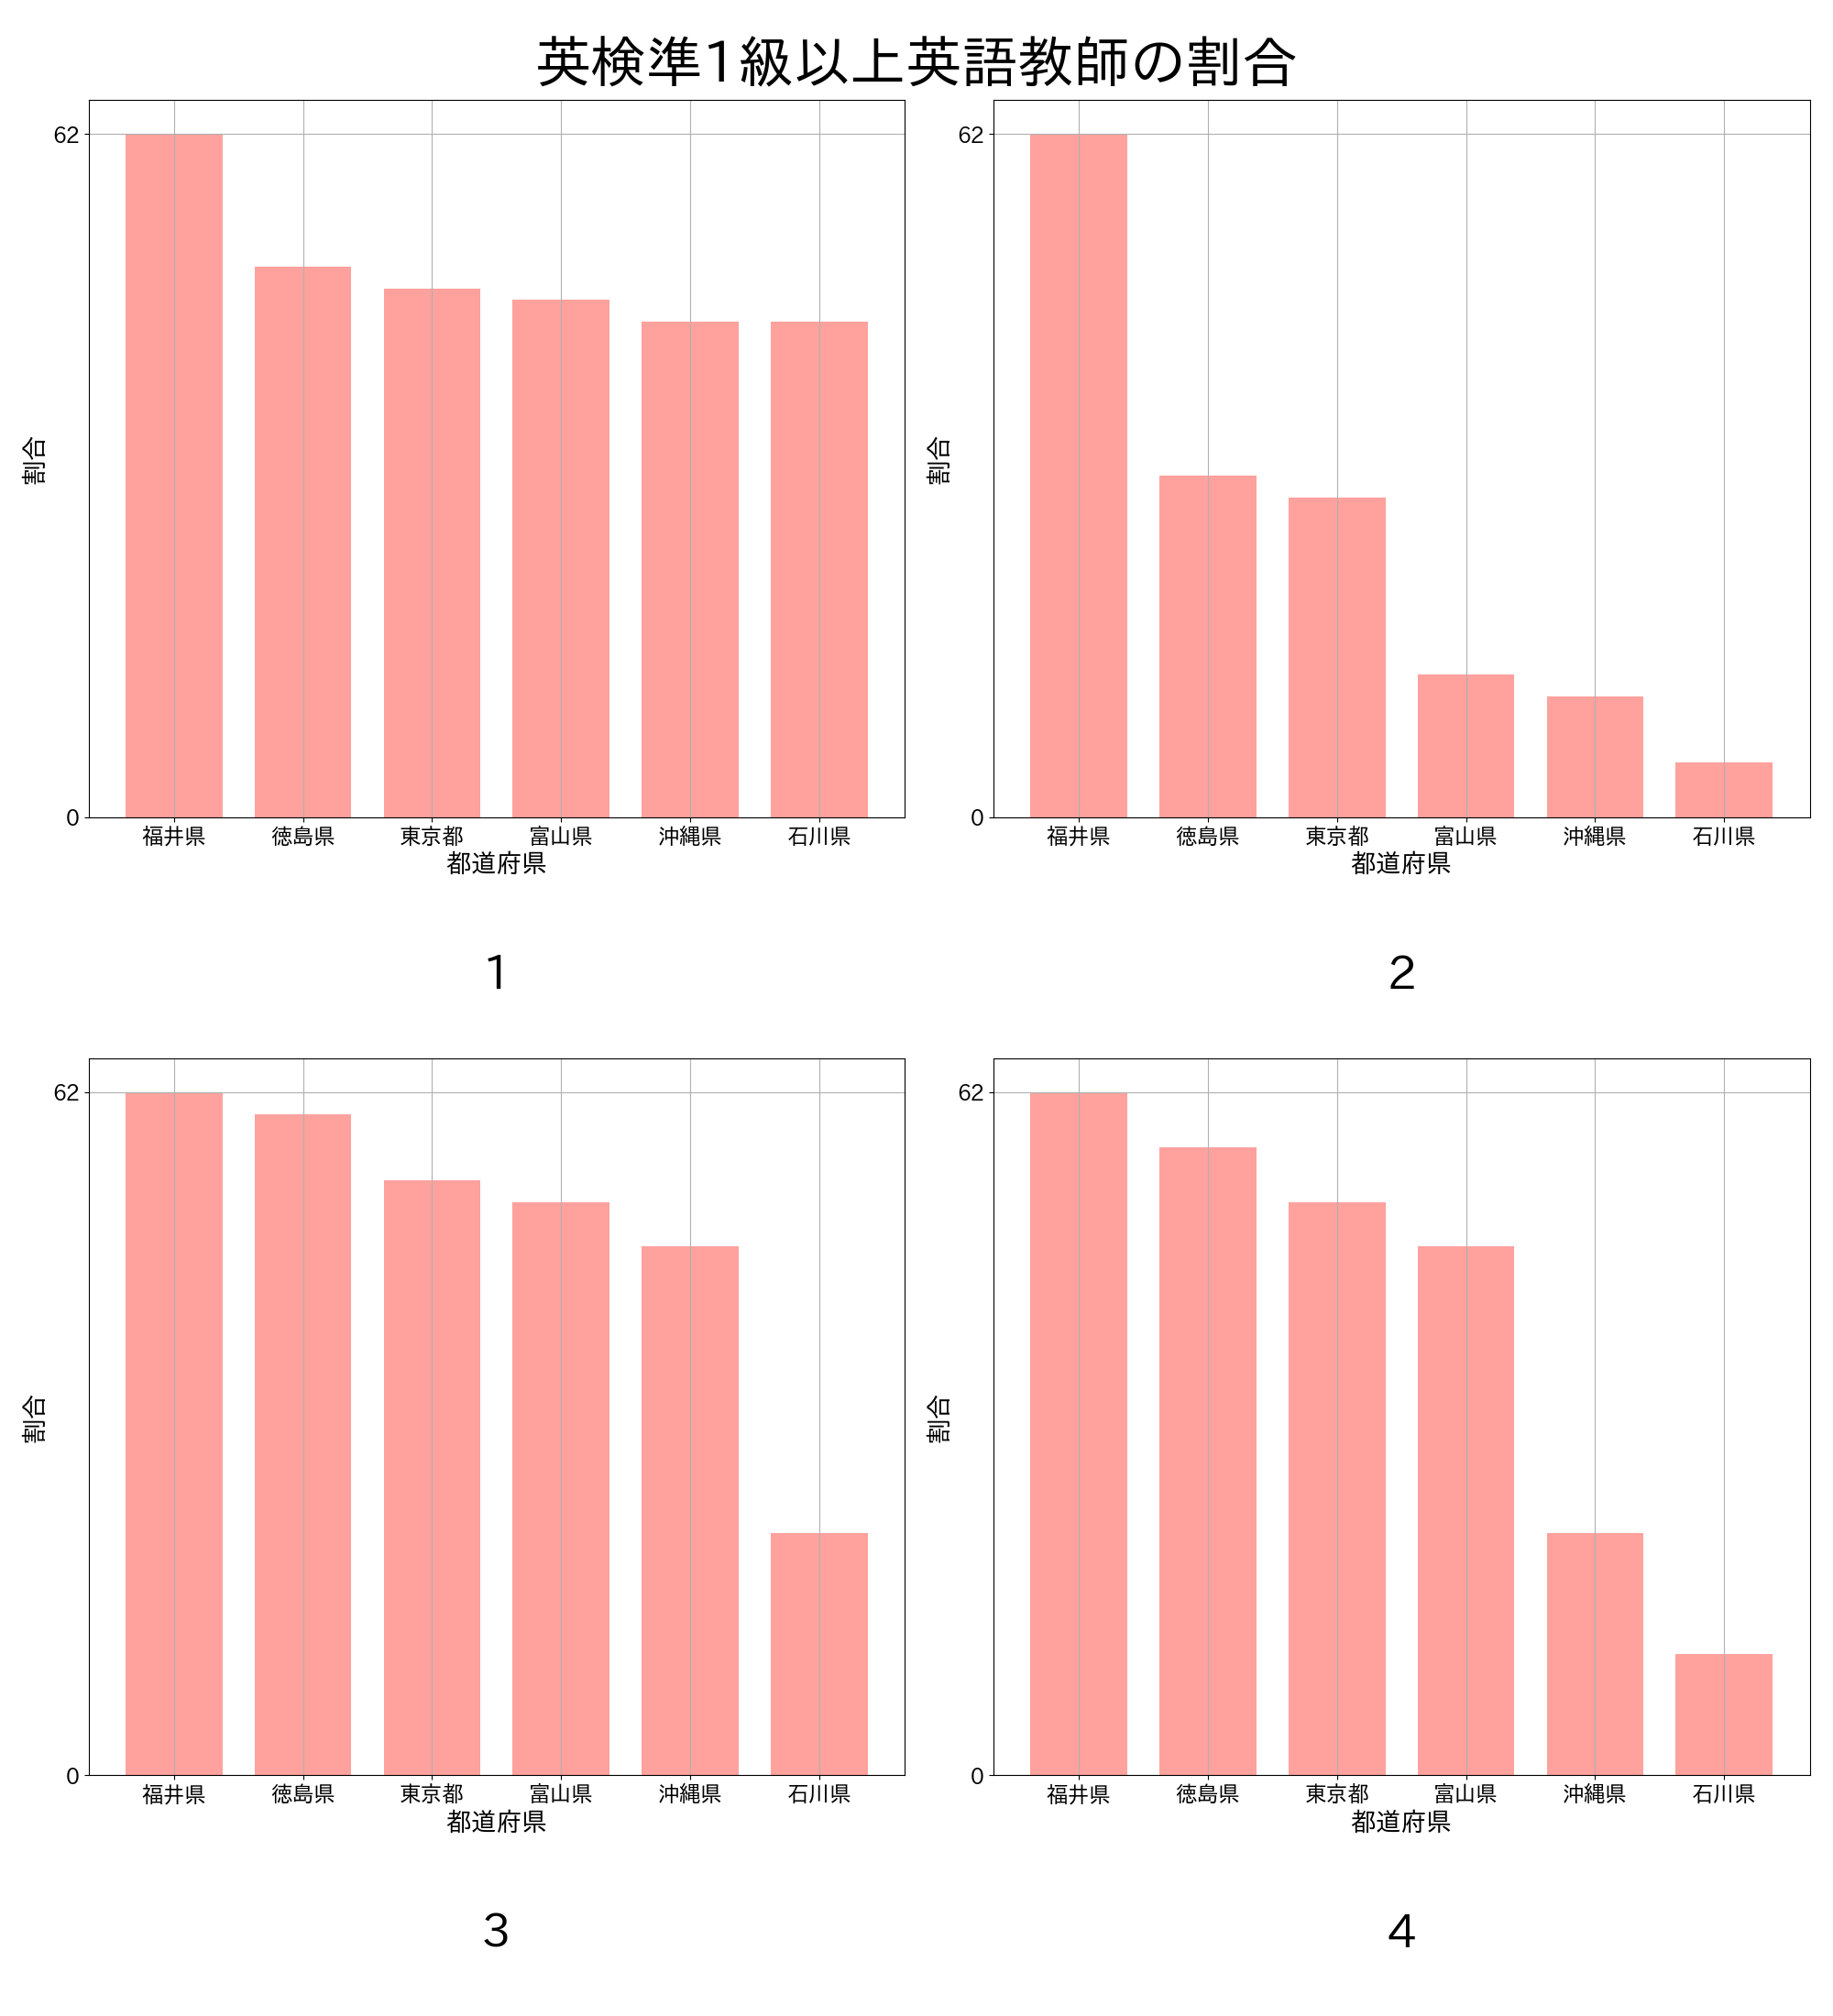 英検準1級以上英語教師の割合
62
0
割合
福井県 徳島県 東京都 富山県 沖縄県 石川県
都道府県
1
62
0
割合
福井県 徳島県 東京都 富山県 沖縄県 石川県
都道府県
2
62
0
割合
福井県 徳島県 東京都 富山県 沖縄県 石川県
都道府県
3
62
0
割合
福井県 徳島県 東京都 富山県 沖縄県 石川県
都道府県
4